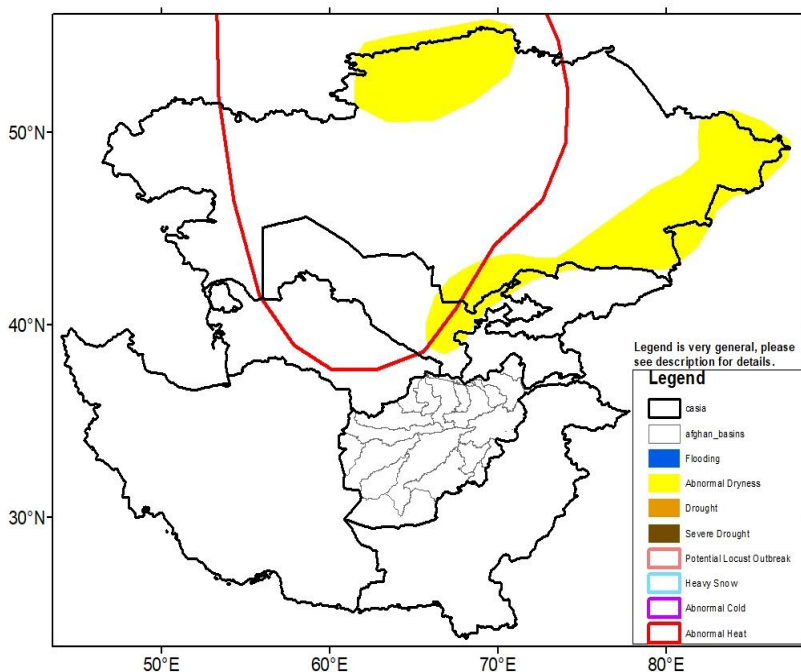 50°N
40°N
30°N
50°E
60°E
70°E
80°E
Legend is very general, please
see description for details.
Legend
casia
afghan_basins
Flooding
Abnormal Dryness
Drought
Severe Drought
Potential Locust Outbreak
Heavy Snow
Abnormal Cold
Abnormal Heat